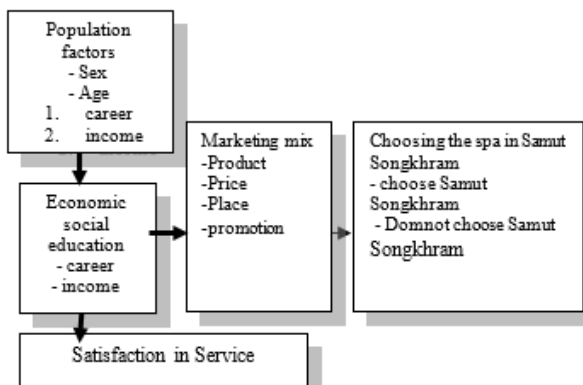 Population
factors
- Sex
- Age
1. career
2. income
Economic
social
education
- career
- income
Marketing mix
-Product
-Price
-Place
-promotion
Choosing the spa in Samut
Songkhram
- choose Samut
Songkhram
- Domnot choose Samut
Songkhram
Satisfaction in Service